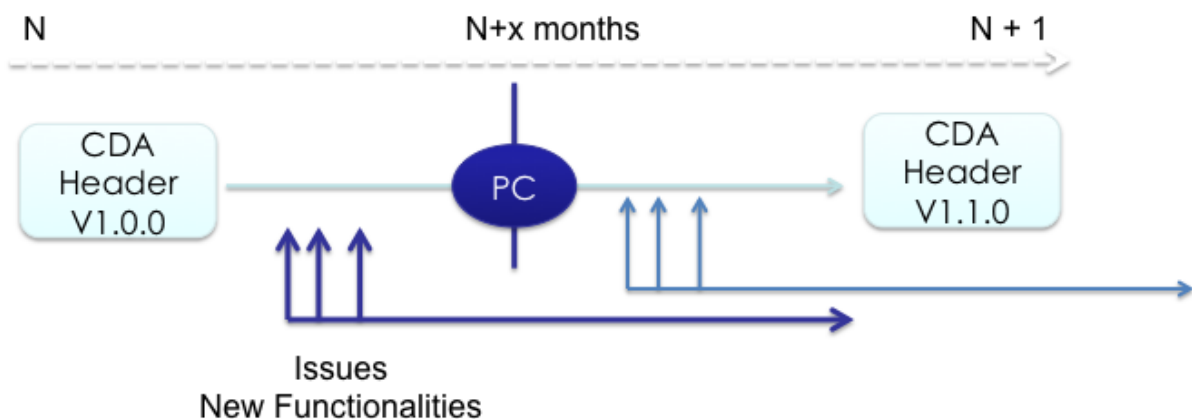 N
N+x months
N + 1
CDA
Header
V1.0.0
PC
CDA
Header
V1.1.0
Issues
New Functionalities